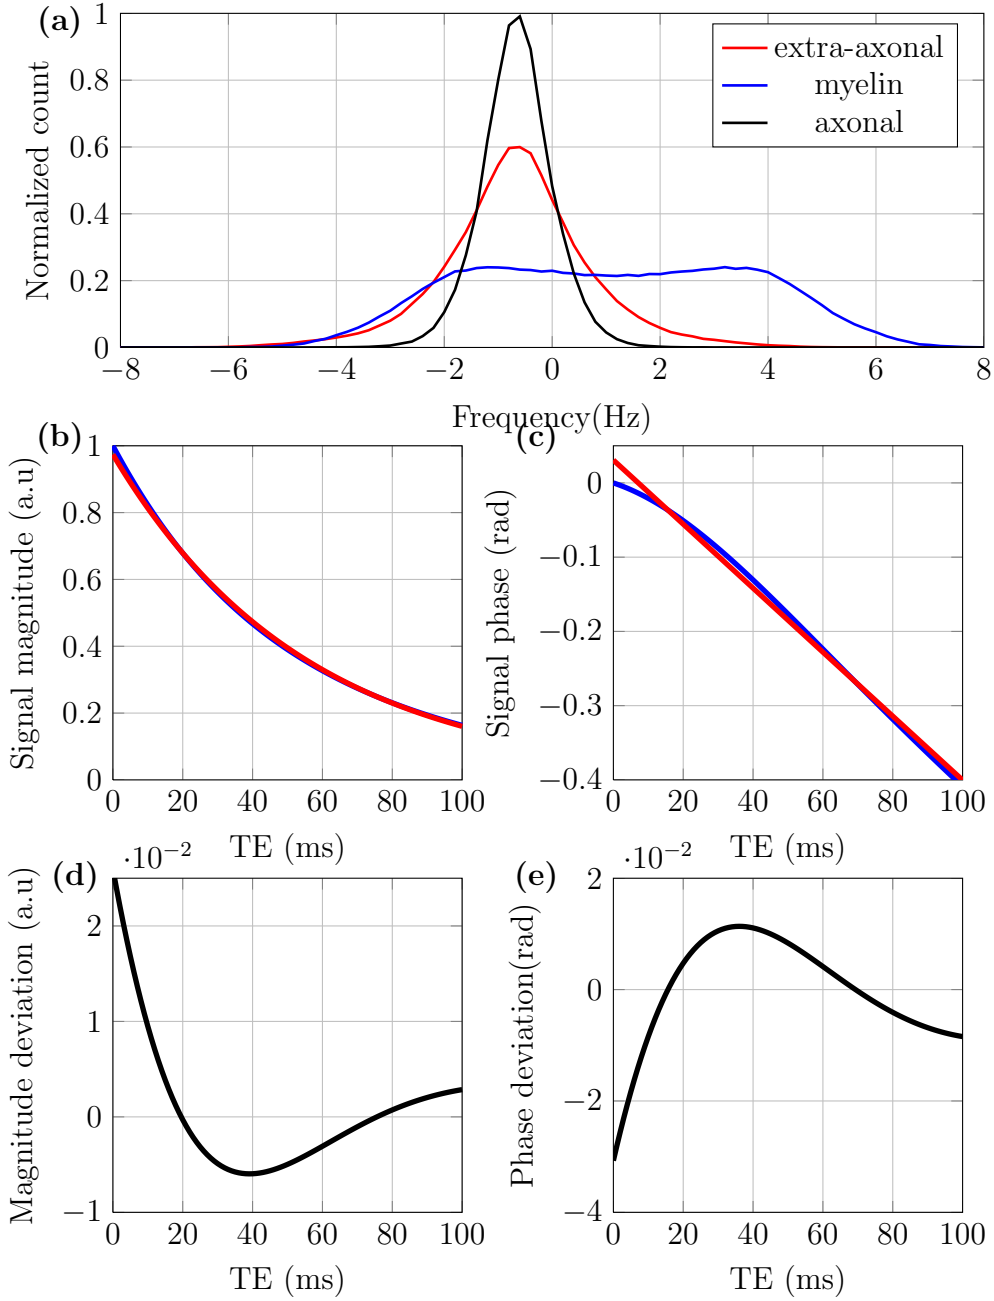 (a)
Normalized count
1
0.8
0.6
0.4
0.2
0
extra-axonal
myelin
axonal
−8 −6 −4 −2 0 2 4 6 8
Frequency(Hz)
(b)
Signal magnitude (a.u)
1
0.8
0.6
0.4
0.2
0
0 20 40 60 80 100
TE (ms)
(c)
Signal phase (rad)
0
−0.1
−0.2
−0.3
−0.4
0 20 40 60 80 100
TE (ms)
(d)
·10−2
Magnitude deviation (a.u)
2
1
0
−1
0 20 40 60 80 100
TE (ms)
(e)
·10−2
Phase deviation(rad)
2
0
−2
−4
0 20 40 60 80 100
TE (ms)